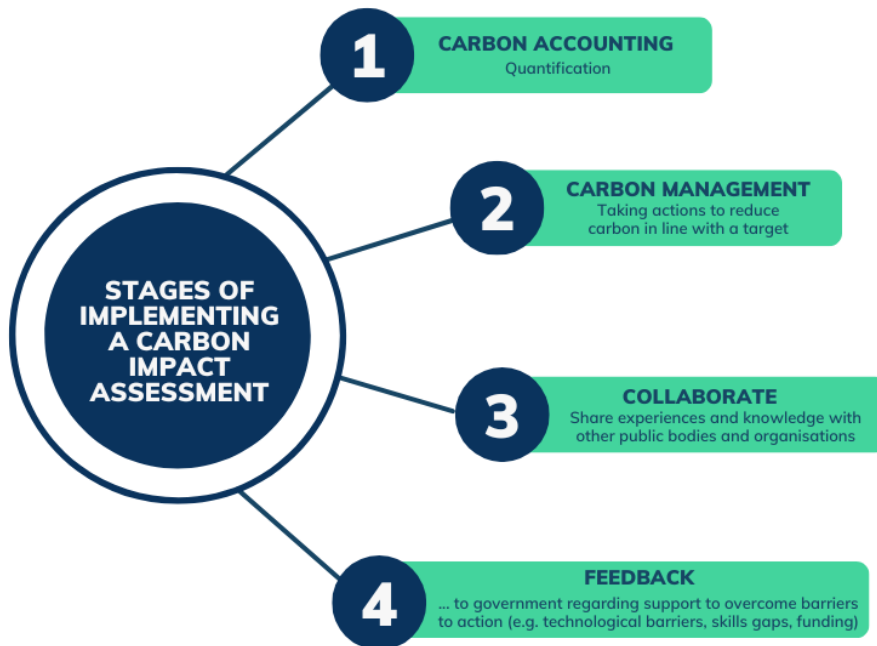 1
CARBON ACCOUNTING
Quantification
2
CARBON MANAGEMENT
Taking actions to reduce
carbon in line with a target
STAGES OF
IMPLEMENTING
A CARBON
IMPACT
ASSESSMENT
3
COLLABORATE
Share experiences and knowledge with
other public bodies and organisations
4
FEEDBACK
... to government regarding support to overcome barriers
to action (e.g. technological barriers, skills gaps, funding)